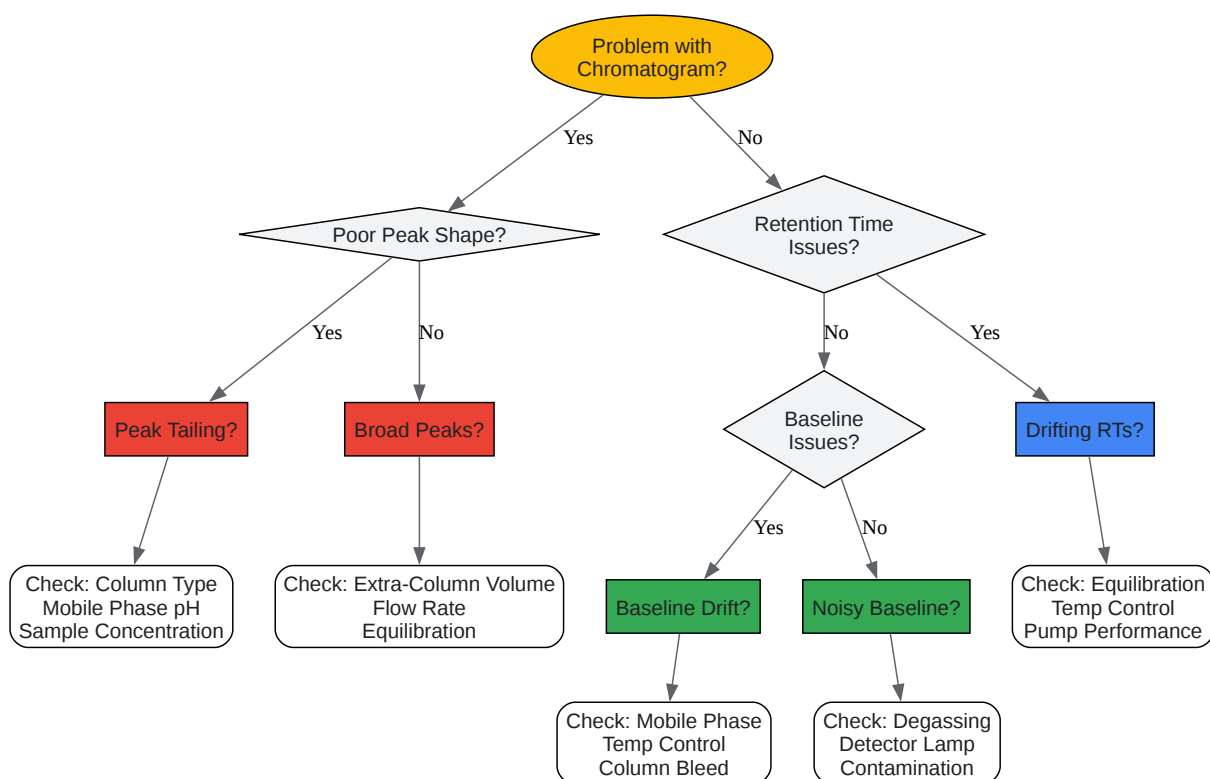 Problem with
Chromatogram?
Yes
No
Poor Peak Shape?
Retention Time
Issues?
Yes
No
No
Yes
Peak Tailing?
Broad Peaks?
Baseline
Issues?
Drifting RTs?
Yes
No
Check: Column Type
Mobile Phase pH
Sample Concentration
Check: Extra-Column Volume
Flow Rate
Equilibration
Baseline Drift?
Noisy Baseline?
Check: Equilibration
Temp Control
Pump Performance
Check: Mobile Phase
Temp Control
Column Bleed
Check: Degassing
Detector Lamp
Contamination